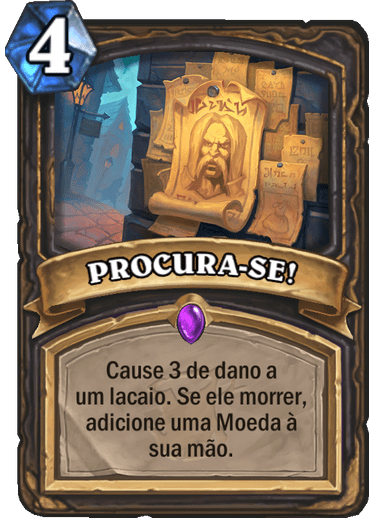 4
PROCURA-SE!
Cause 3 de dano a
um lacaio. Se ele morrer,
adicione uma Moeda à
sua mão.